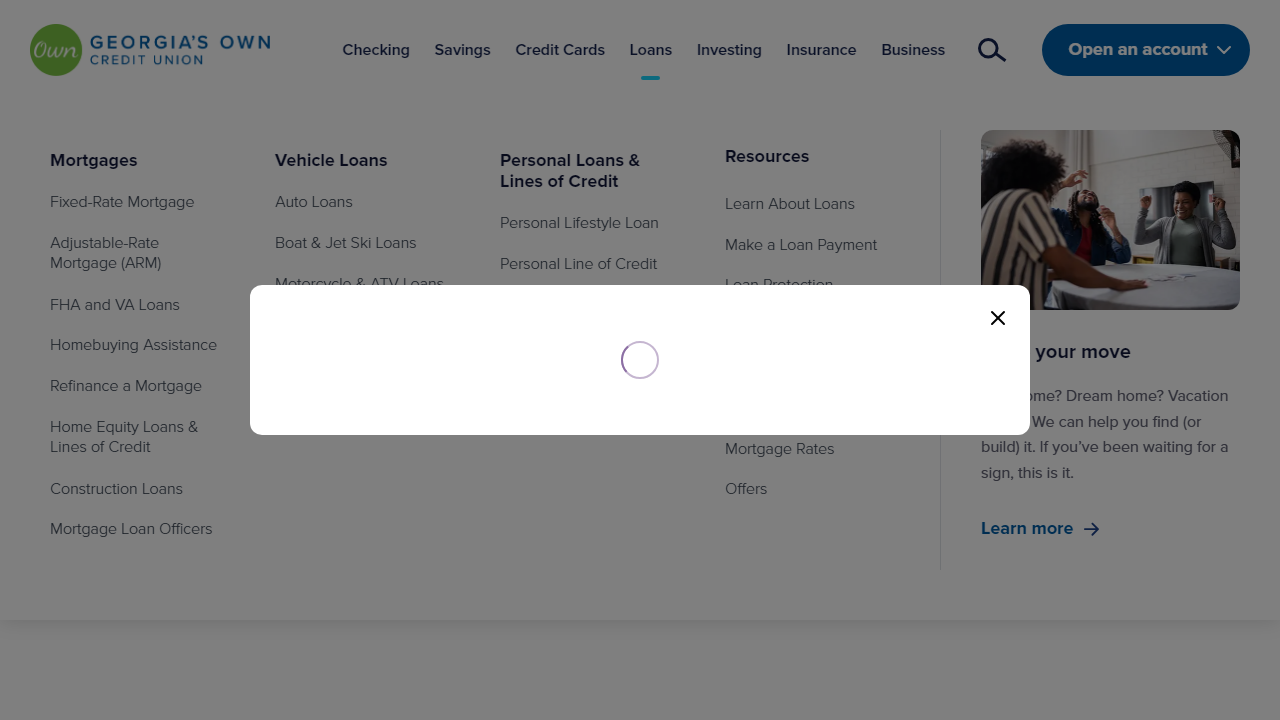 Own GEORGIA'S OWN
CREDIT UNION
Checking
Savings
Credit Cards
Loans
Investing
Insurance
Business
Open an account
Mortgages
Fixed-Rate Mortgage
Adjustable-Rate
Mortgage (ARM)
FHA and VA Loans
Homebuying Assistance
Refinance a Mortgage
Home Equity Loans &
Lines of Credit
Construction Loans
Mortgage Loan Officers
Vehicle Loans
Auto Loans
Boat & Jet Ski Loans
Motorcycle & ATV Loans
Personal Loans &
Lines of Credit
Personal Lifestyle Loan
Personal Line of Credit
Resources
Learn About Loans
Make a Loan Payment
Loan Protection
Mortgage Rates
Offers
your move
home? Dream home? Vacation
We can help you find (or
build) it. If you’ve been waiting for a
sign, this is it.
Learn more